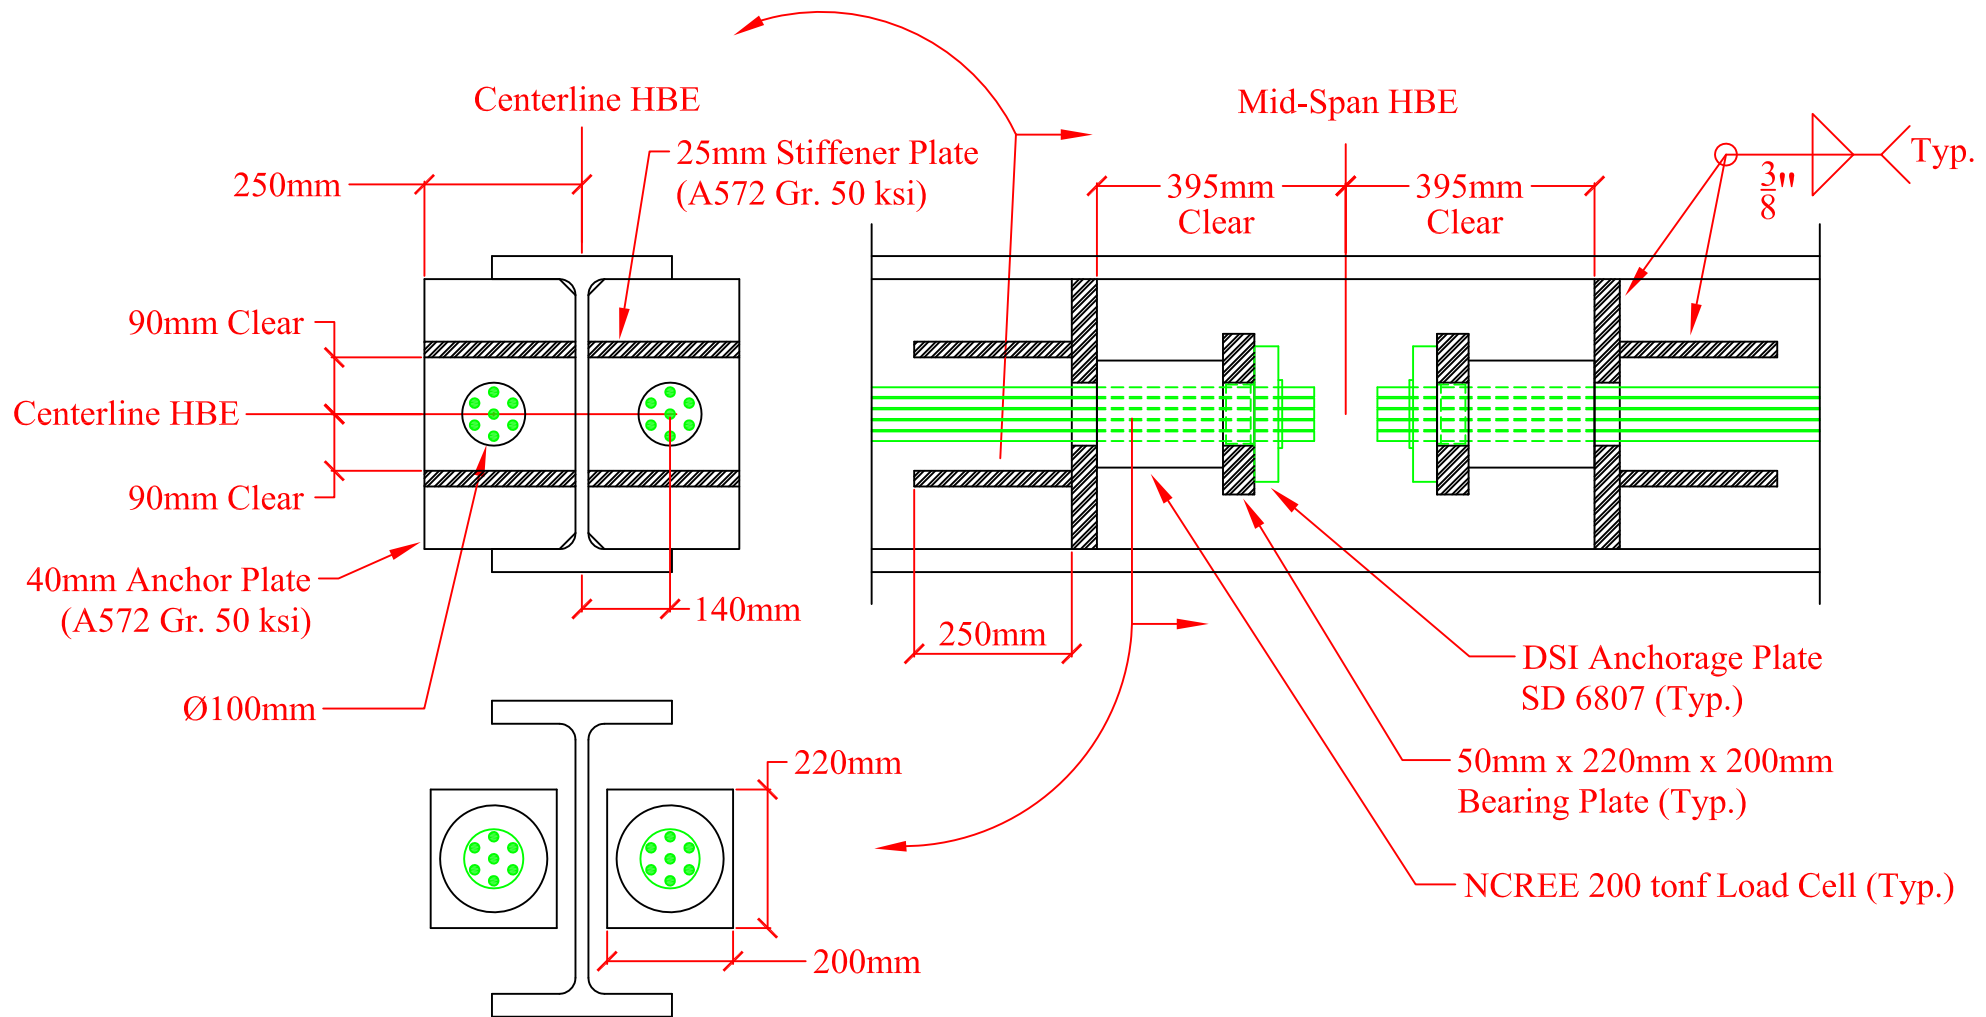 Centerline HBE
Mid-Span HBE
25mm Stiffener Plate
(A572 Gr. 50 ksi)
250mm
395mm
Clear
395mm
Clear
3
8
"
Typ.
90mm Clear
Centerline HBE
90mm Clear
40mm Anchor Plate
(A572 Gr. 50 ksi)
140mm
250mm
DSI Anchorage Plate
SD 6807 (Typ.)
Ø100mm
220mm
50mm x 220mm x 200mm
Bearing Plate (Typ.)
NCREE 200 tonf Load Cell (Typ.)
200mm